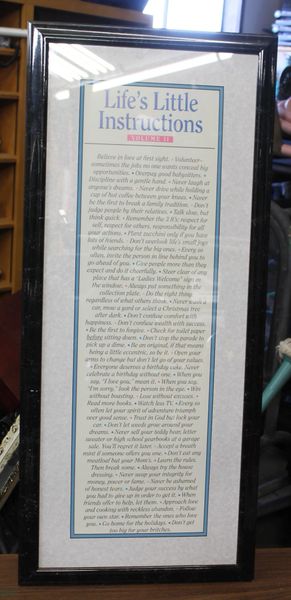 Life's Little
Instructions
VOLUME II
Believe in love at first sight. • Volunteer-
sometimes the jobs no one wants conceal big
opportunities. • Overpay good babysitters. •
Discipline with a gentle hand. • Never laugh at
anyone's dreams. • Never drive while holding a
cup of hot coffee between your knees. • Never
be the first to break a family tradition. • Don't
judge people by their relatives. • Talk slow, but
think quick. • Remember the 3 R's: respect for
self, respect for others, responsibility for all
your actions. • Plant zucchini only if you have
lots of friends. • Don't overlook life's small joys
while searching for the big ones. • Every so
often, invite the person in line behind you to
go ahead of you. • Give people more than they
expect and do it cheerfully. • Steer clear of any
place that has a "Ladies Welcome" sign in
the window. • Always put something in the
collection plate. • Do the right thing
regardless of what others think. • Never wax a
car, mow a yard or select a Christmas tree
after dark. • Don't confuse comfort with
happiness. • Don't confuse wealth with success.
• Be the first to forgive. • Check for toilet paper
before sitting down. • Don't stop the parade to
pick up a dime. • Be an original, if that means
being a little eccentric, so be it. • Open your
arms to change but don't let go of your values.
• Everyone deserves a birthday cake. Never
celebrate a birthday without one. • When you
say, "I love you," mean it. • When you say,
"I'm sorry," look the person in the eye. • Win
without boasting. • Lose without excuses. •
Read more books. • Watch less TV. • Every so
often let your spirit of adventure triumph
over good sense. • Trust in God but lock your
car. • Don't let weeds grow around your
dreams. • Never sell your teddy bear, letter
sweater or high school yearbooks at a garage
sale. You'll regret it later. • Accept a breath
mint if someone offers you one. • Don't eat any
meatloaf but your Mom's. • Learn the rules.
Then break some. • Always try the house
dressing. • Never swap your integrity for
money, power or fame. • Never be ashamed
of honest tears. • Judge your success by what
you had to give up in order to get it. • When
friends offer to help, let them. • Approach love
and cooking with reckless abandon. • Follow
your own star. • Remember the ones who love
you. • Go home for the holidays. • Don't get
too big for your britches.